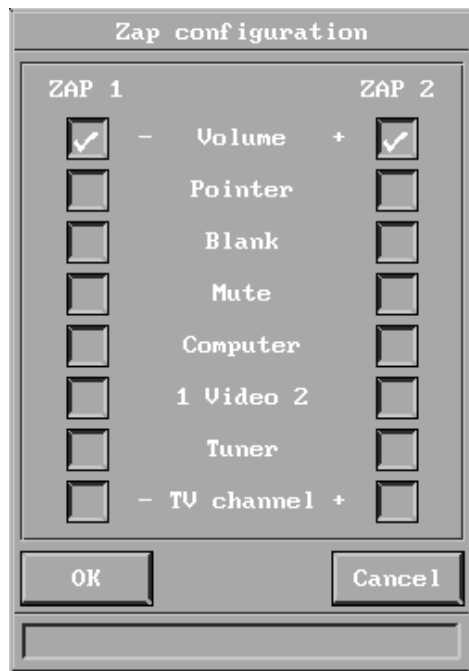 Zap configuration
ZAP 1 ZAP 2
- Volume +
Pointer
Blank
Mute
Computer
1 Video 2
Tuner
- TV channel +
OK Cancel